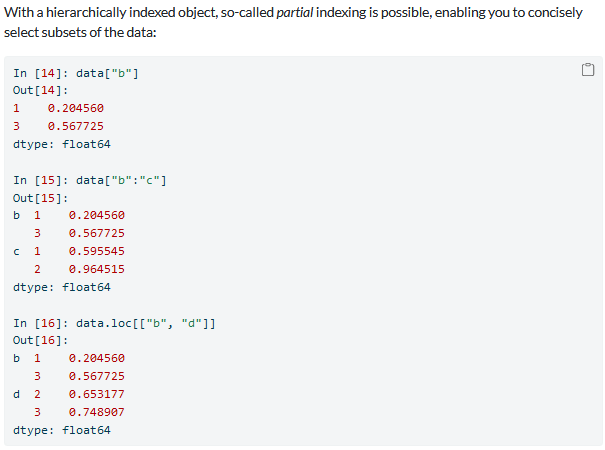 With a hierarchically indexed object, so-called partial indexing is possible, enabling you to concisely
select subsets of the data:
In [14]: data["b"]
Out[14]:
1    0.204560
3    0.567725
dtype: float64
In [15]: data["b":"c"]
Out[15]:
b  1    0.204560
   3    0.567725
c  1    0.595545
   2    0.964515
dtype: float64
In [16]: data.loc[["b", "d"]]
Out[16]:
b  1    0.204560
   3    0.567725
d  2    0.653177
   3    0.748907
dtype: float64